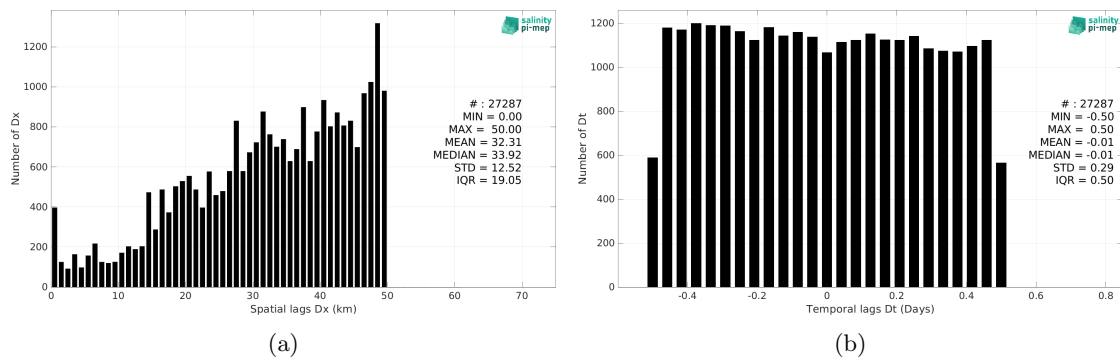 1200
1000
800
600
400
200
0
Number of Dx
0 10 20 30 40 50 60 70
Spatial lags Dx (km)
salinity
pi-mep
# : 27287
MIN = 0.00
MAX = 50.00
MEAN = 32.31
MEDIAN = 33.92
STD = 12.52
IQR = 19.05
(a)
1200
1000
800
600
400
200
0
Number of Dt
-0.4 -0.2 0 0.2 0.4 0.6 0.8
Temporal lags Dt (Days)
salinity
pi-mep
# : 27287
MIN = -0.50
MAX = 0.50
MEAN = -0.01
MEDIAN = -0.01
STD = 0.29
IQR = 0.50
(b)